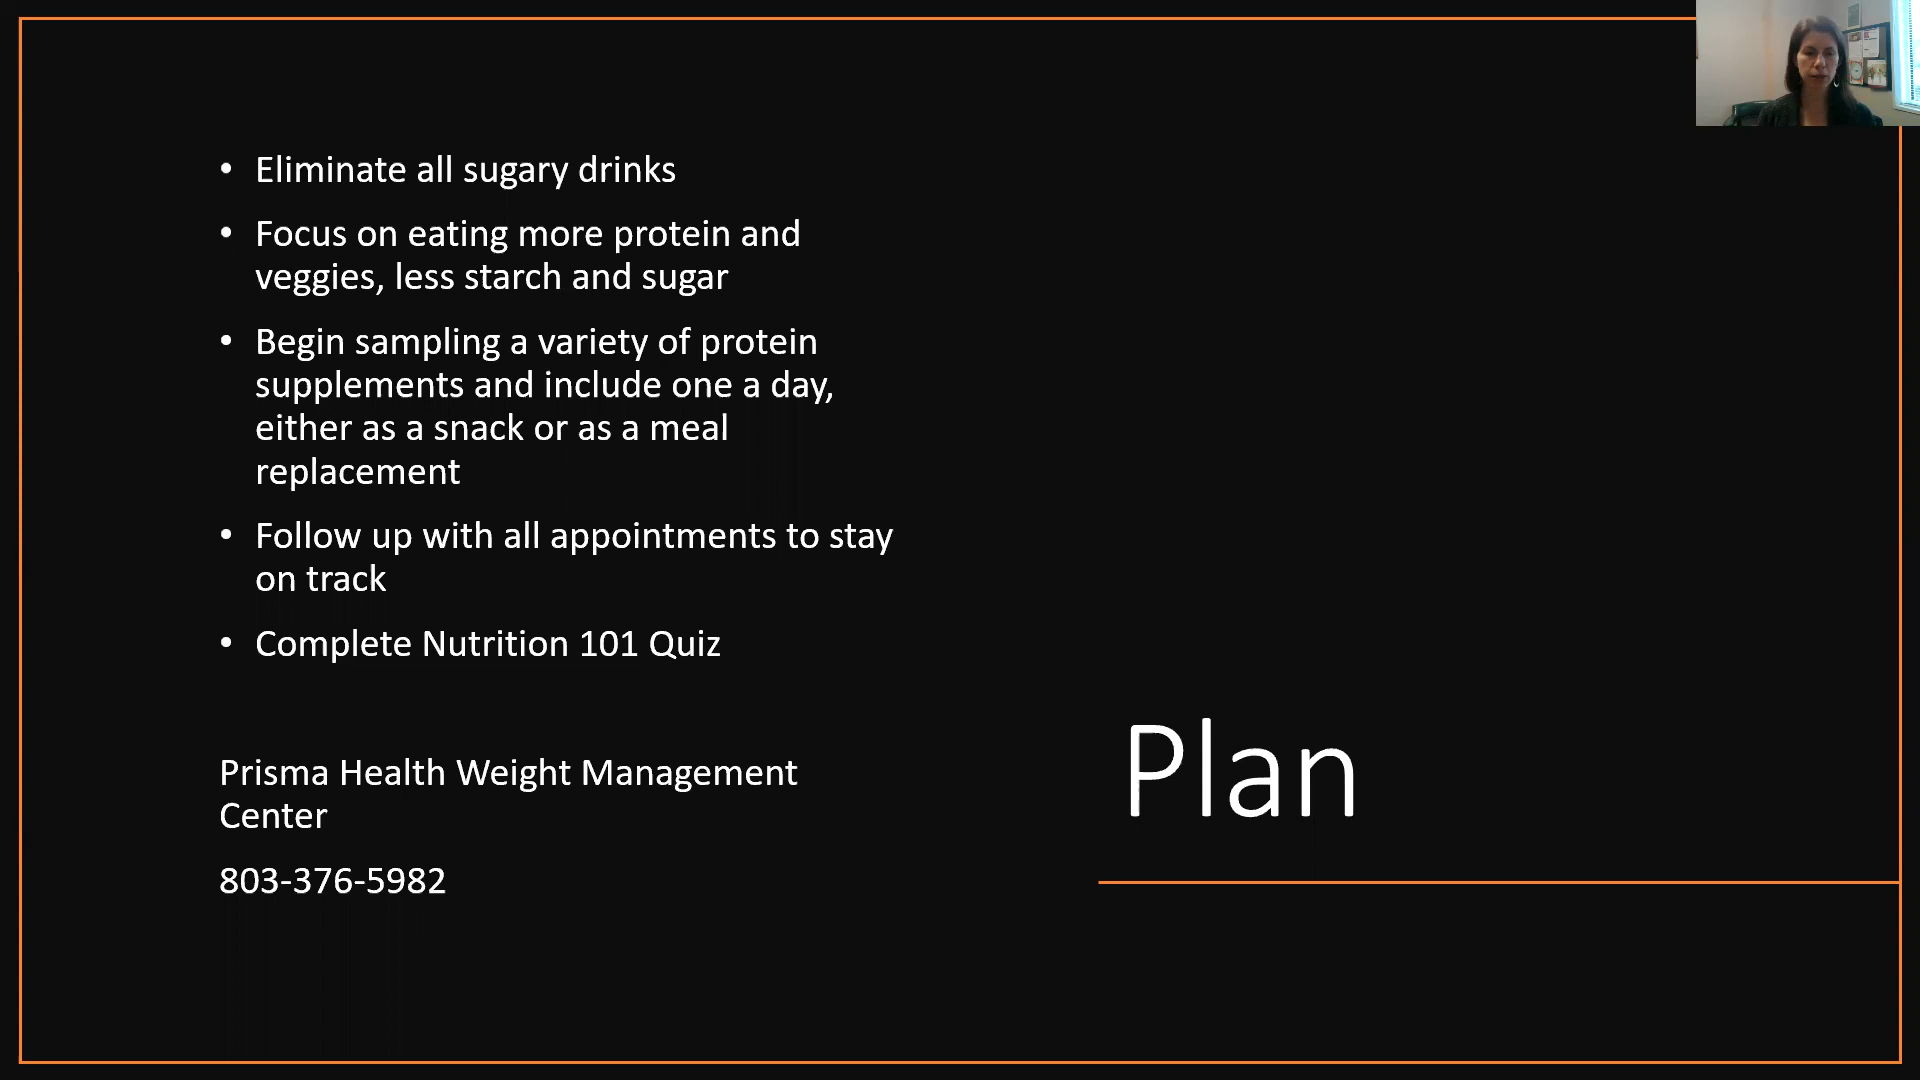 • Eliminate all sugary drinks
• Focus on eating more protein and
veggies, less starch and sugar
• Begin sampling a variety of protein
supplements and include one a day,
either as a snack or as a meal
replacement
• Follow up with all appointments to stay
on track
• Complete Nutrition 101 Quiz
Prisma Health Weight Management
Center
803-376-5982
Plan